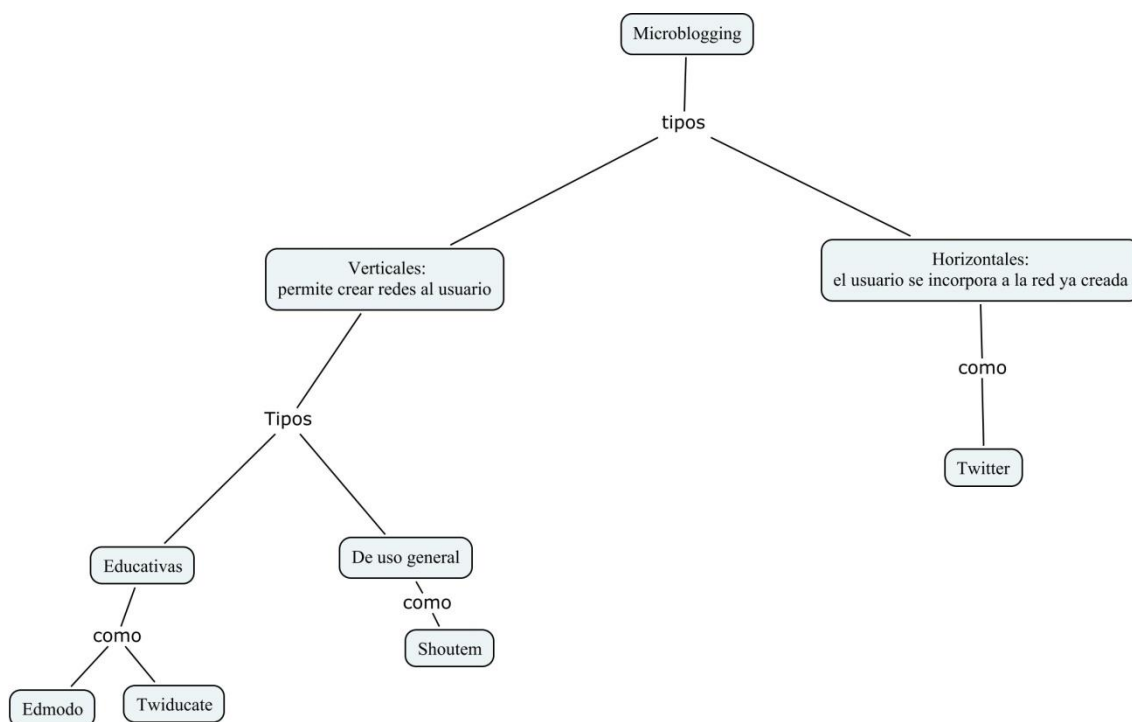 Microblogging
tipos
Verticales:
permite crear redes al usuario
Horizontales:
el usuario se incorpora a la red ya creada
como
Twitter
Tipos
Educativas
De uso general
como
Shoutem
como
Edmodo
Twiducate